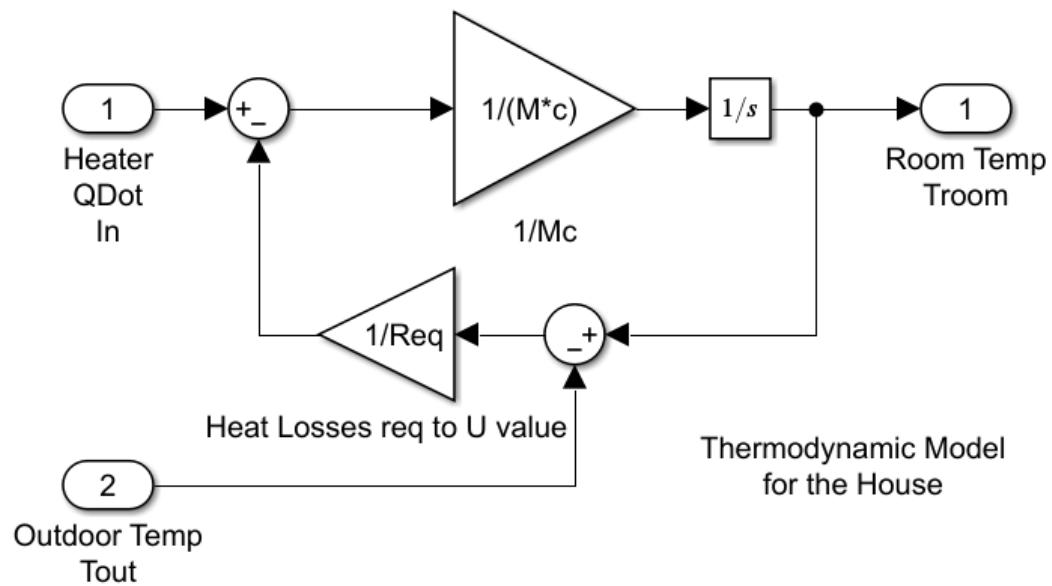 1
Heater
QDot
In
+
−
1/(M*c)
1/Mc
1/s
1
Room Temp
Troom
1/Req
Heat Losses req to U value
−
+
2
Outdoor Temp
Tout
Thermodynamic Model
for the House